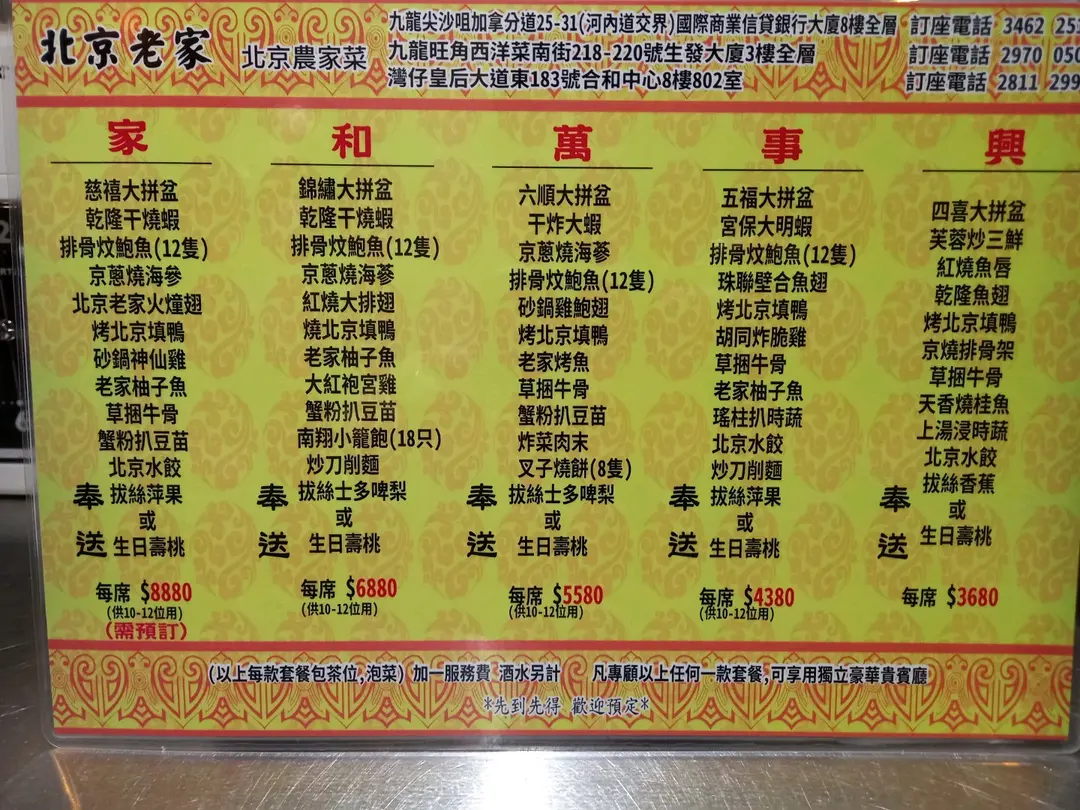 北京老家 北京農家菜
九龍尖沙咀加拿分道25-31(河內道交界)國際商業信貸銀行大廈8樓全層 訂座電話 3462 25
九龍旺角西洋菜南街218-220號生發大廈3樓全層 訂座電話 2970 050
灣仔皇后大道東183號合和中心8樓802室 訂座電話 2811 299
家
慈禧大拼盆
乾隆干燒蝦
排骨炆鮑魚(12隻)
京蔥燒海參
北京老家火燑翅
烤北京填鴨
砂鍋神仙雞
老家柚子魚
草捆牛骨
蟹粉扒豆苗
北京水餃
奉送 拔絲萍果
或
生日壽桃
每席 $8880
(供10-12位用)
(需預訂)
和
錦繡大拼盆
乾隆干燒蝦
排骨炆鮑魚(12隻)
京蔥燒海蔘
紅燒大排翅
燒北京填鴨
老家柚子魚
大紅袍宮雞
蟹粉扒豆苗
南翔小籠飽(18只)
炒刀削麵
奉送 拔絲士多啤梨
或
生日壽桃
每席 $6880
(供10-12位用)
萬
六順大拼盆
干炸大蝦
京蔥燒海蔘
排骨炆鮑魚(12隻)
砂鍋雞鮑翅
烤北京填鴨
老家烤魚
草捆牛骨
蟹粉扒豆苗
炸菜肉末
叉子燒餅(8隻)
奉送 拔絲士多啤梨
或
生日壽桃
每席 $5580
(供10-12位用)
事
五福大拼盆
宮保大明蝦
排骨炆鮑魚(12隻)
珠聯壁合魚翅
烤北京填鴨
胡同炸脆雞
草捆牛骨
老家柚子魚
瑤柱扒時蔬
北京水餃
炒刀削麵
奉送 拔絲萍果
或
生日壽桃
每席 $4380
(供10-12位用)
興
四喜大拼盆
芙蓉炒三鮮
紅燒魚唇
乾隆魚翅
烤北京填鴨
京燒排骨架
草捆牛骨
天香燒桂魚
上湯浸時蔬
北京水餃
拔絲香蕉
奉送 或
生日壽桃
每席 $3680
(以上每款套餐包茶位,泡菜) 加一服務費 酒水另計 凡專顧以上任何一款套餐,可享用獨立豪華貴賓廳
*先到先得 歡迎預定*